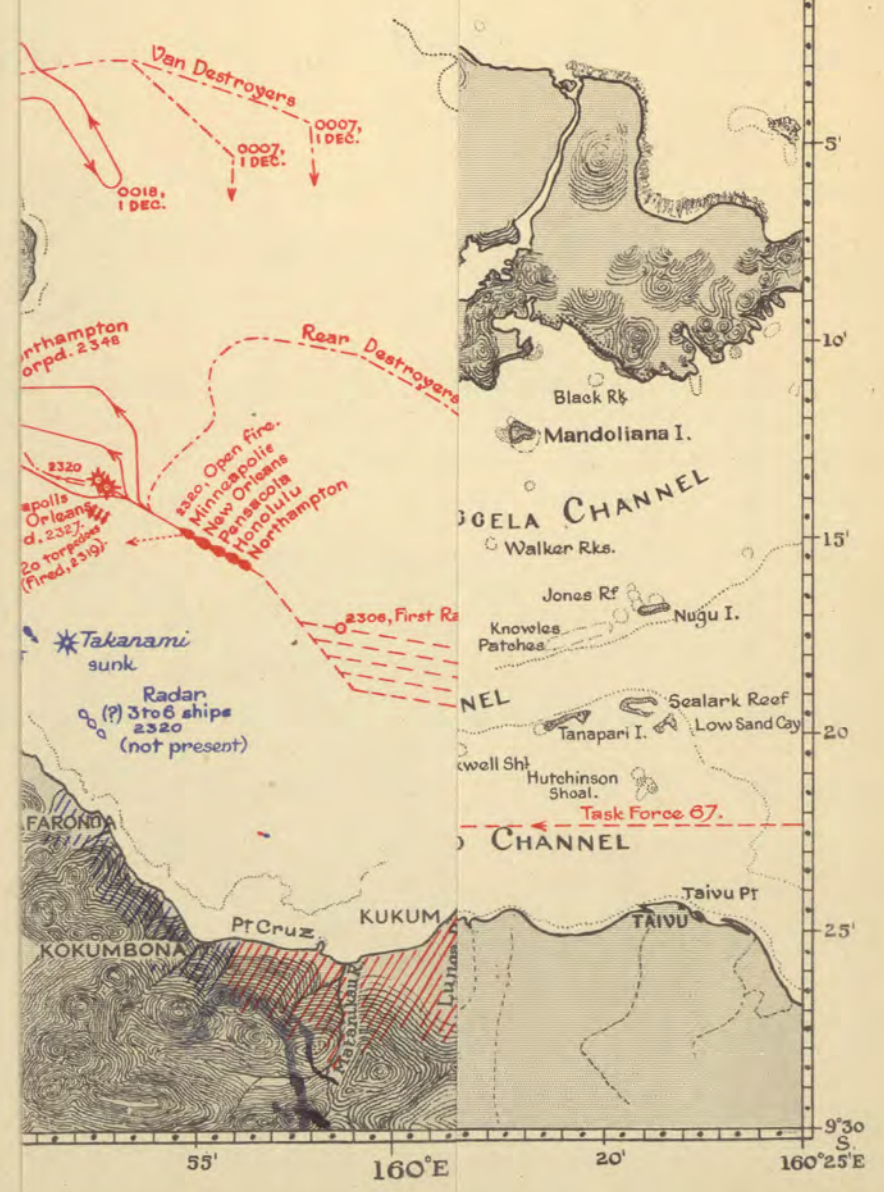 Van Destroyers
0007,
1 DEC.
0007,
1 DEC.
0018,
1 DEC.
5'
rthampton
orpd. 2348
Rear Destroyers
10'
Black Rk
Mandoliana I.
2320, Open fire.
Minneapolis
New Orleans
Pensacola
Honolulu
Northampton
2320
apolis
Orleans
d. 2327.
20 torpedoes
(fired, 2319)
GELA CHANNEL
15'
Walker Rks.
Jones Rf
Nugu I.
Knowles
Patches
2306, First Ra
Takanami
sunk
Radar
(?) 3 to 6 ships
2320
(not present)
NEL
Sealark Reef
Tanapari I.
Low Sand Cay
20
kwell Shl
Hutchinson
Shoal.
Task Force 67.
CHANNEL
FARONGA
Taivu Pt
TAIVU
Pt Cruz
KUKUM
25'
KOKUMBONA
Matanikau R.
Lunga
9°30
S.
55'
160°E
20'
160°25'E